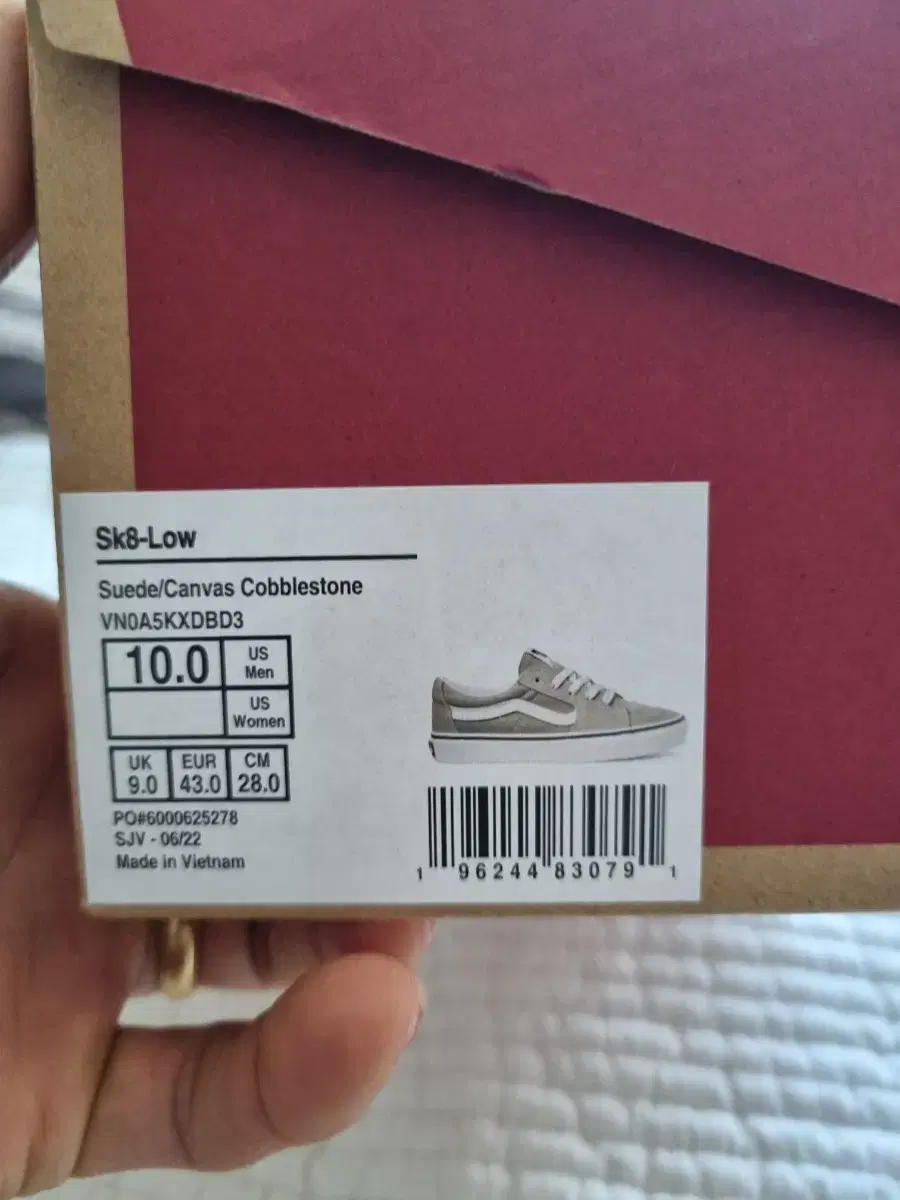 Sk8-Low
Suede/Canvas Cobblestone
VN0A5KXDBD3
10.0 US Men
US Women
UK EUR CM
9.0 43.0 28.0
PO#6000625278
SJV - 06/22
Made in Vietnam
1 96244 83079 1